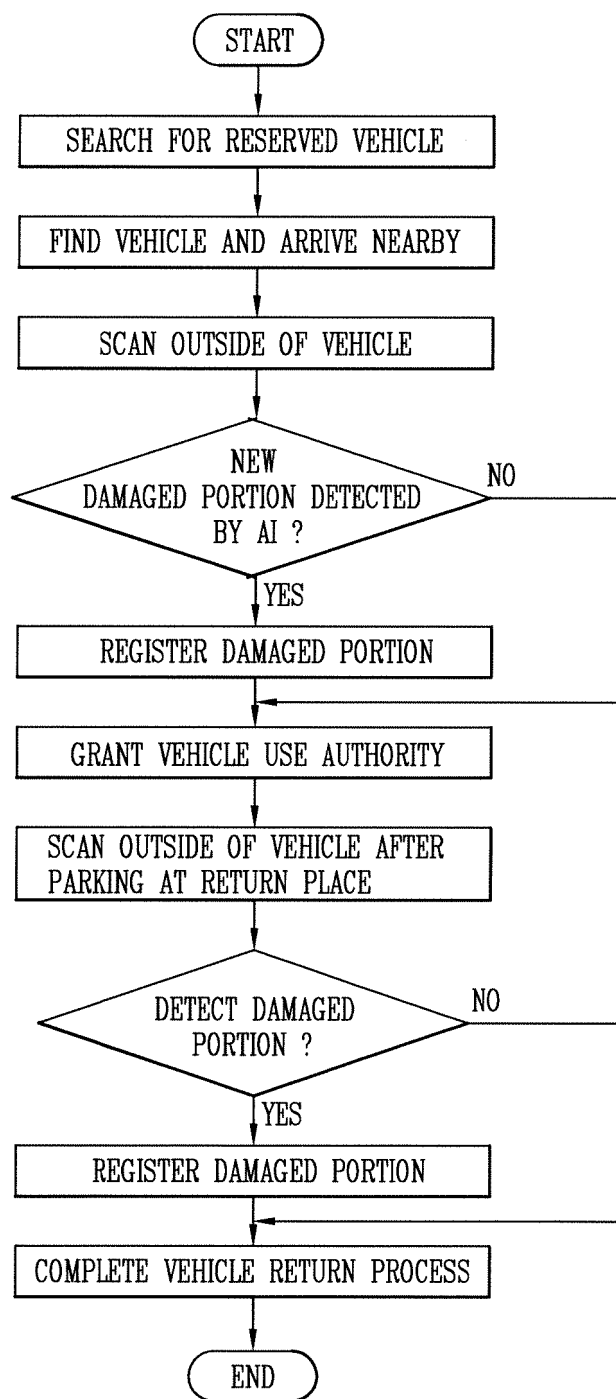 START
SEARCH FOR RESERVED VEHICLE
FIND VEHICLE AND ARRIVE NEARBY
SCAN OUTSIDE OF VEHICLE
NEW
DAMAGED PORTION DETECTED
BY AI ?
NO
YES
REGISTER DAMAGED PORTION
GRANT VEHICLE USE AUTHORITY
SCAN OUTSIDE OF VEHICLE AFTER
PARKING AT RETURN PLACE
DETECT DAMAGED
PORTION ?
NO
YES
REGISTER DAMAGED PORTION
COMPLETE VEHICLE RETURN PROCESS
END